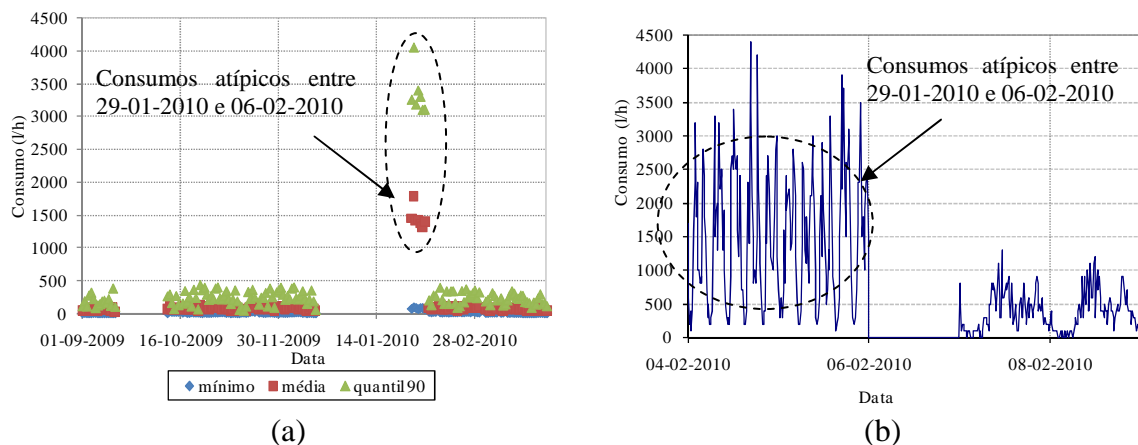 4500
4000
3500
3000
2500
2000
1500
1000
500
0
Consumo (l/h)
Consumos atípicos entre
29-01-2010 e 06-02-2010
01-09-2009 16-10-2009 30-11-2009 14-01-2010 28-02-2010
Data
mínimo média quantil90
(a)
4500
4000
3500
3000
2500
2000
1500
1000
500
0
Consumo (l/h)
Consumos atípicos entre
29-01-2010 e 06-02-2010
04-02-2010 06-02-2010 08-02-2010
Data
(b)